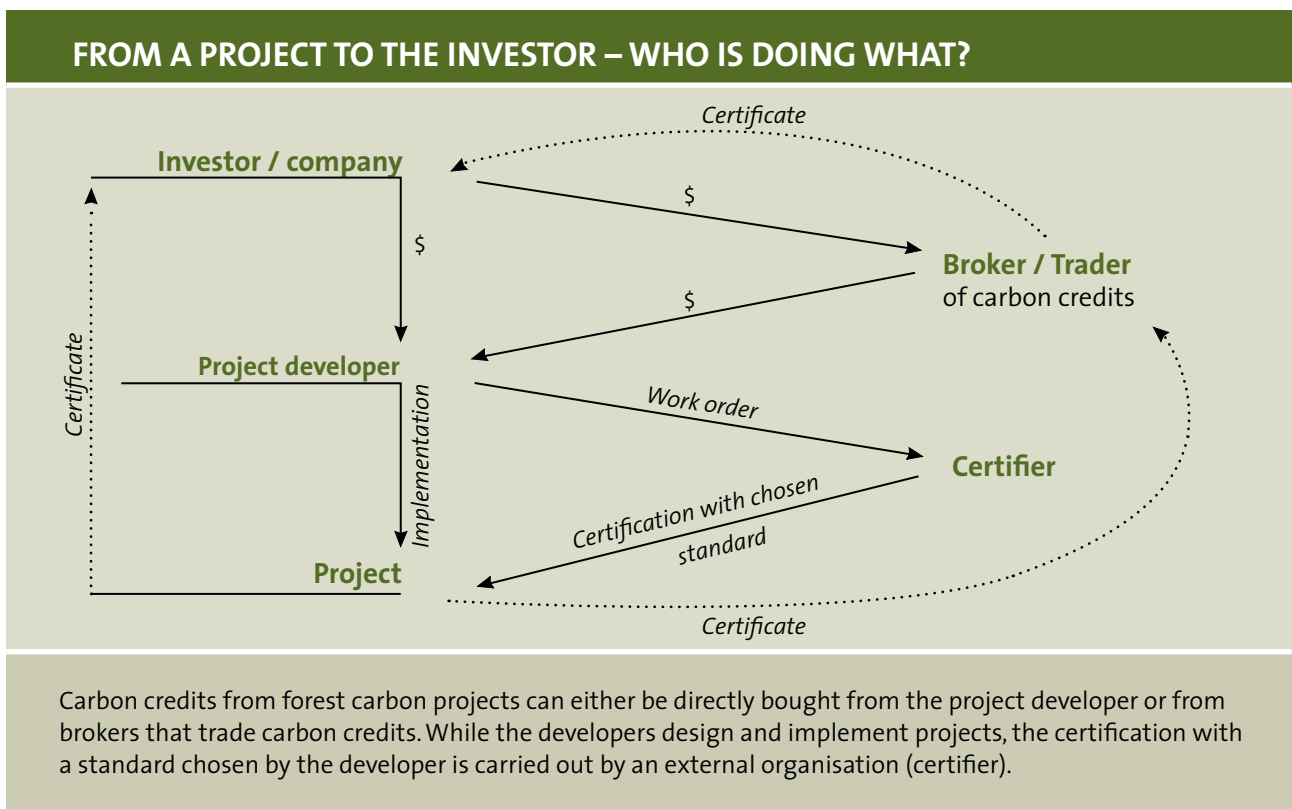 FROM A PROJECT TO THE INVESTOR – WHO IS DOING WHAT?
Certificate
Investor / company
$
$
Broker / Trader
of carbon credits
$
Certificate
Project developer
Work order
Implementation
Certifier
Certification with chosen
standard
Project
Certificate
Carbon credits from forest carbon projects can either be directly bought from the project developer or from
brokers that trade carbon credits. While the developers design and implement projects, the certification with
a standard chosen by the developer is carried out by an external organisation (certifier).